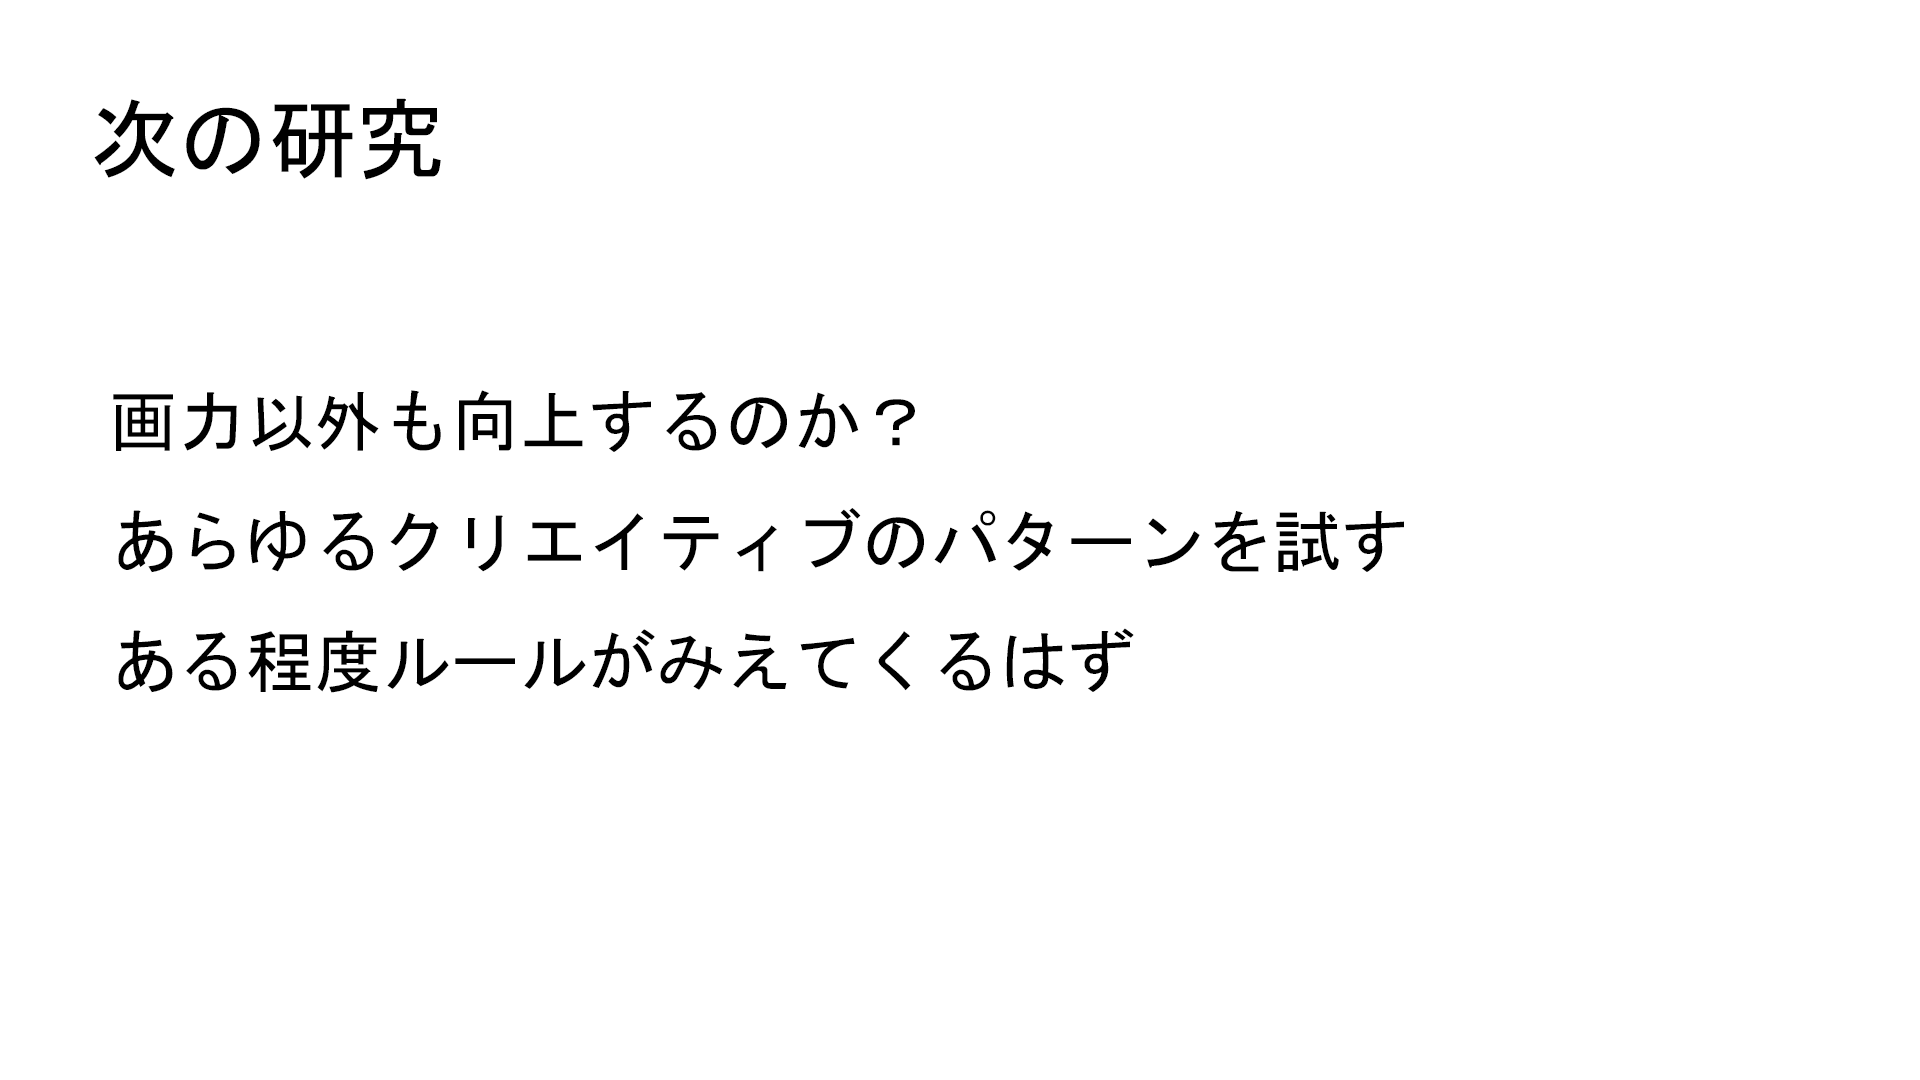 次の研究
画力以外も向上するのか？
あらゆるクリエイティブのパターンを試す
ある程度ルールがみえてくるはず